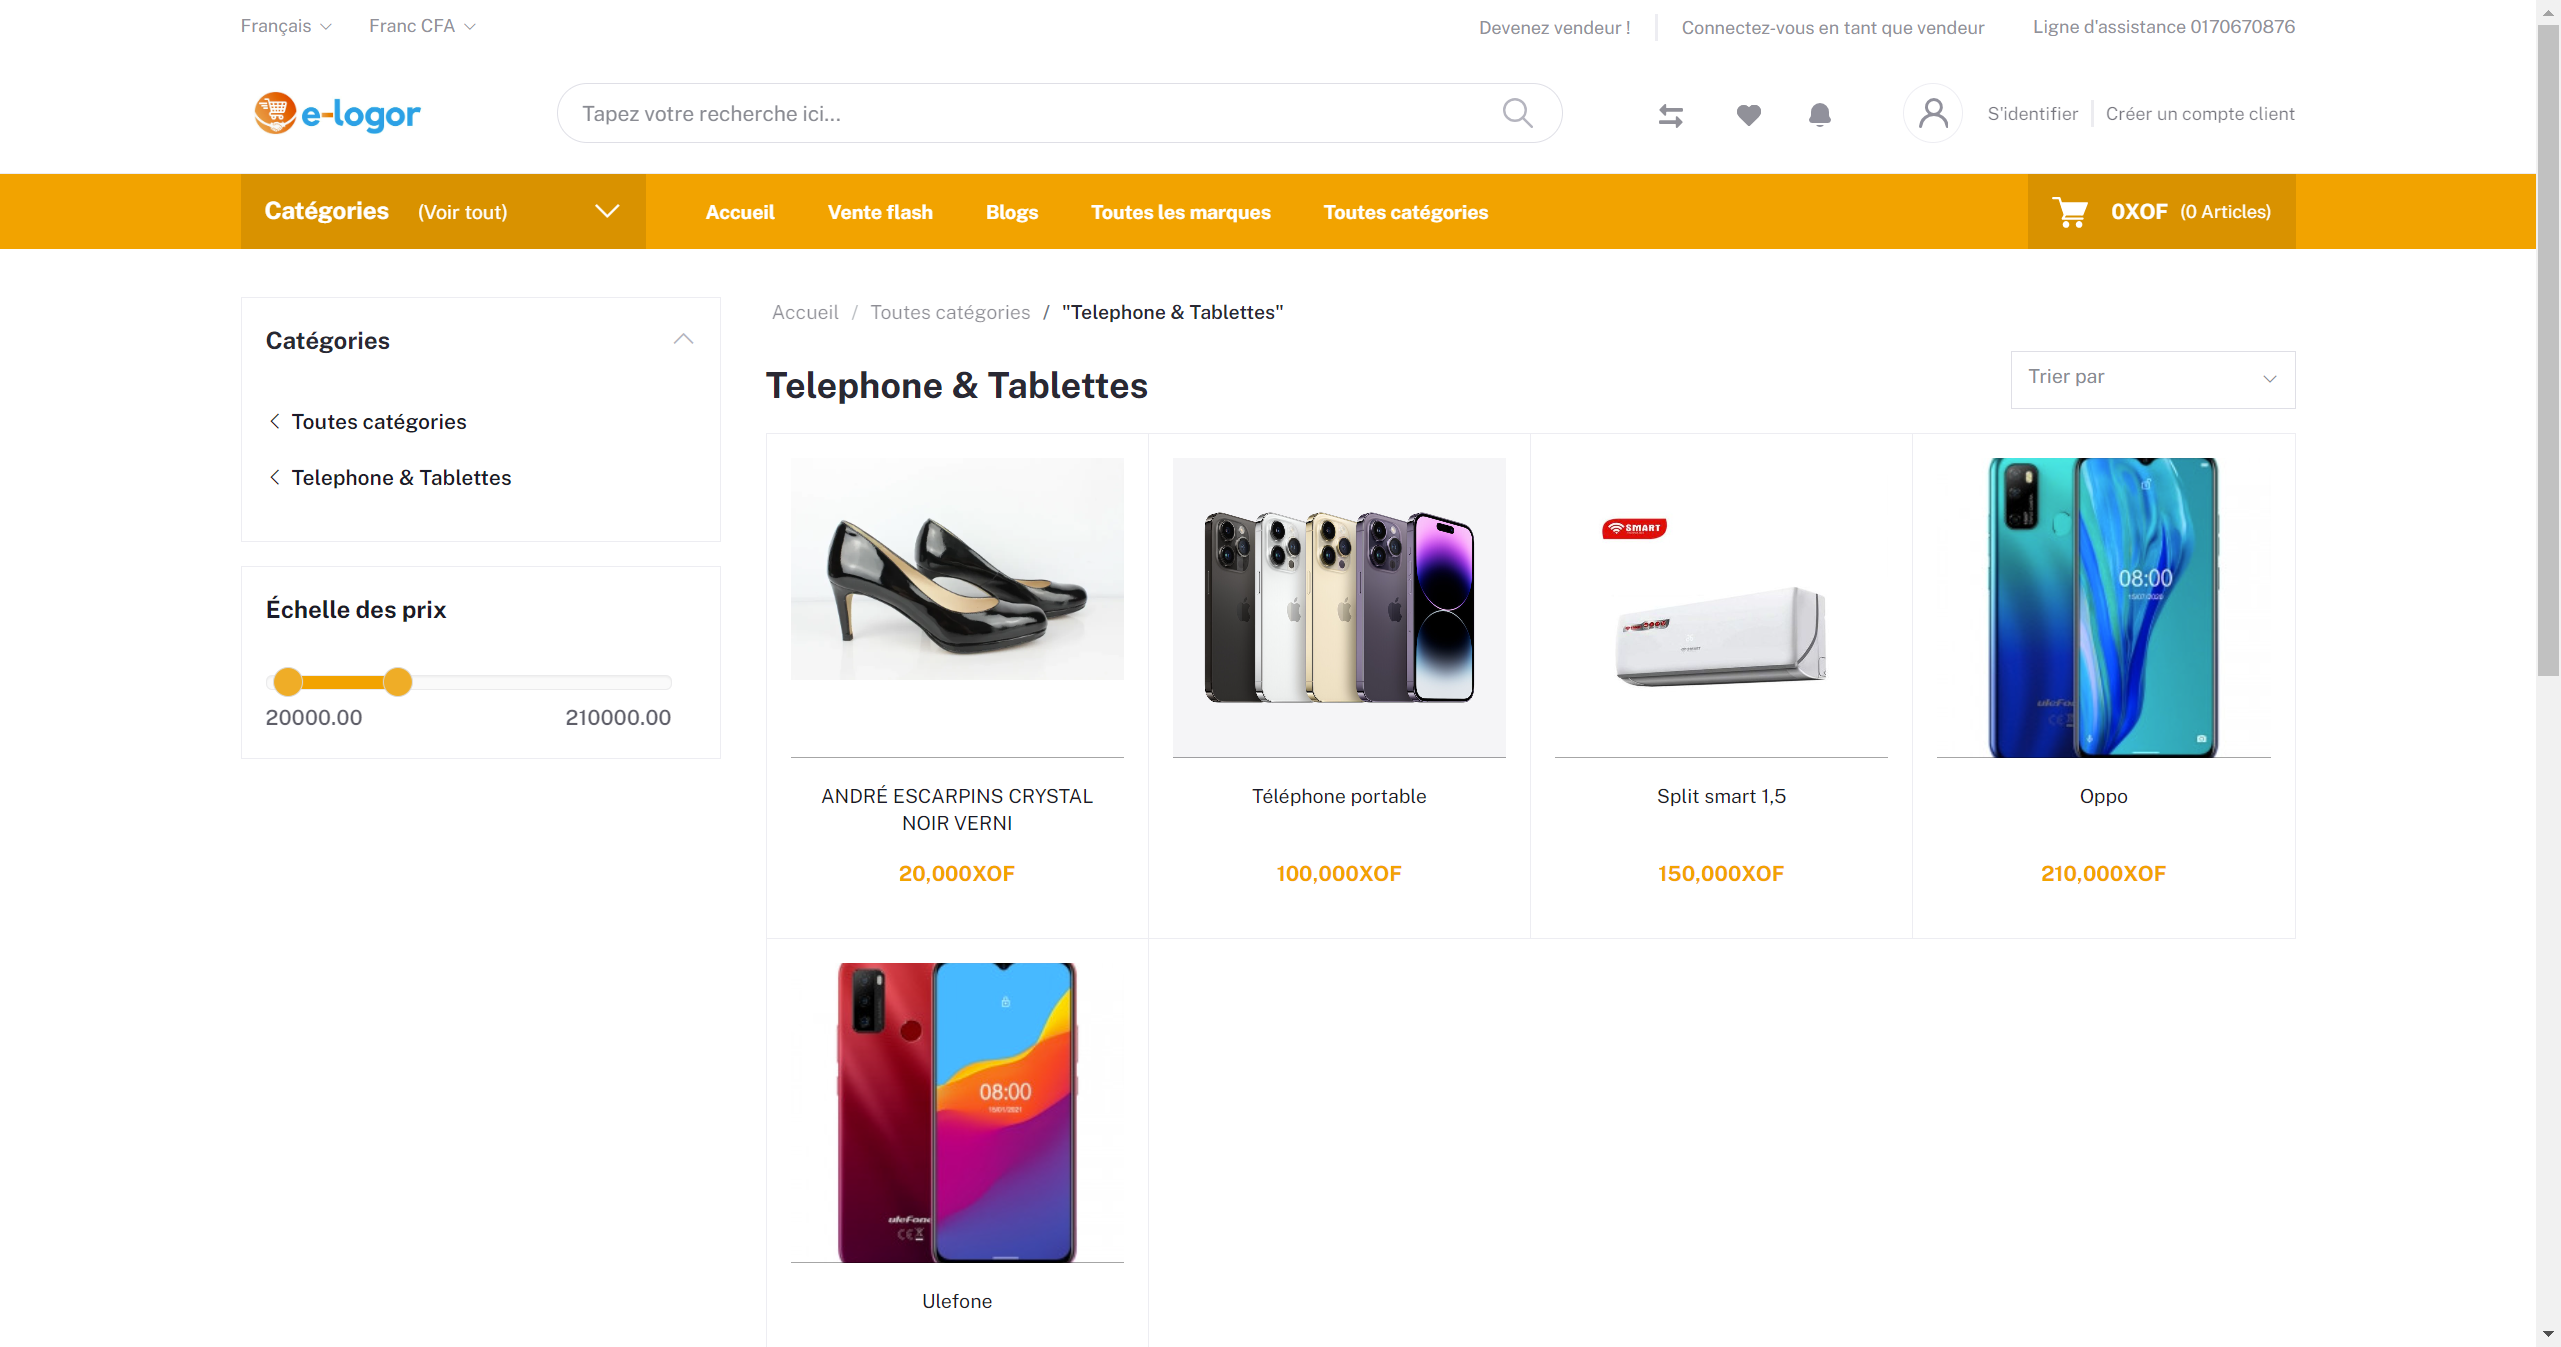 Français
Franc CFA
Devenez vendeur !
Connectez-vous en tant que vendeur
Ligne d'assistance 0170670876
e-logor
Tapez votre recherche ici...
S'identifier
Créer un compte client
Catégories (Voir tout)
Accueil
Vente flash
Blogs
Toutes les marques
Toutes catégories
0XOF (0 Articles)
Catégories
Toutes catégories
Telephone & Tablettes
Échelle des prix
20000.00
210000.00
Accueil / Toutes catégories / "Telephone & Tablettes"
Telephone & Tablettes
Trier par
SMART
08:00
ANDRÉ ESCARPINS CRYSTAL
NOIR VERNI
20,000XOF
Téléphone portable
100,000XOF
Split smart 1,5
150,000XOF
Oppo
210,000XOF
08:00
15/01/2021
uleFone
Ulefone